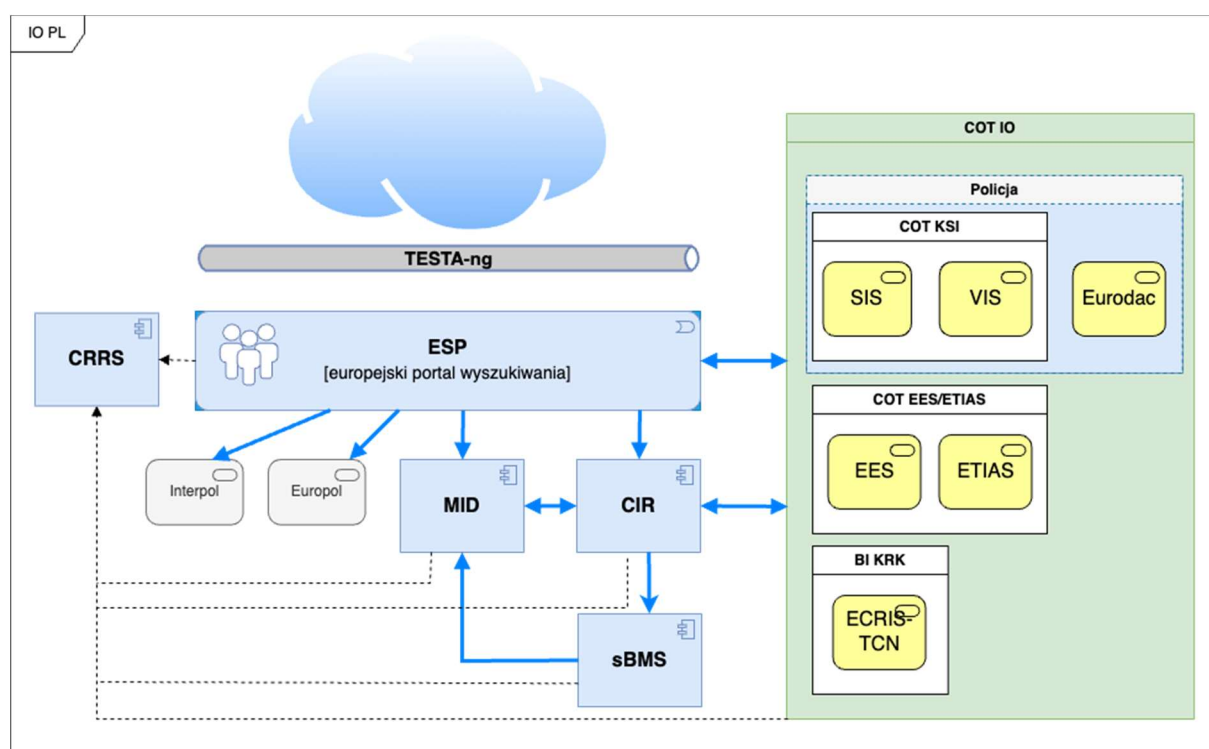 IO PL
COT IO
Policja
COT KSI
SIS
VIS
Eurodac
TESTA-ng
CRRS
ESP
[europejski portal wyszukiwania]
COT EES/ETIAS
EES
ETIAS
Interpol
Europol
MID
CIR
BI KRK
ECRIS-
TCN
sBMS